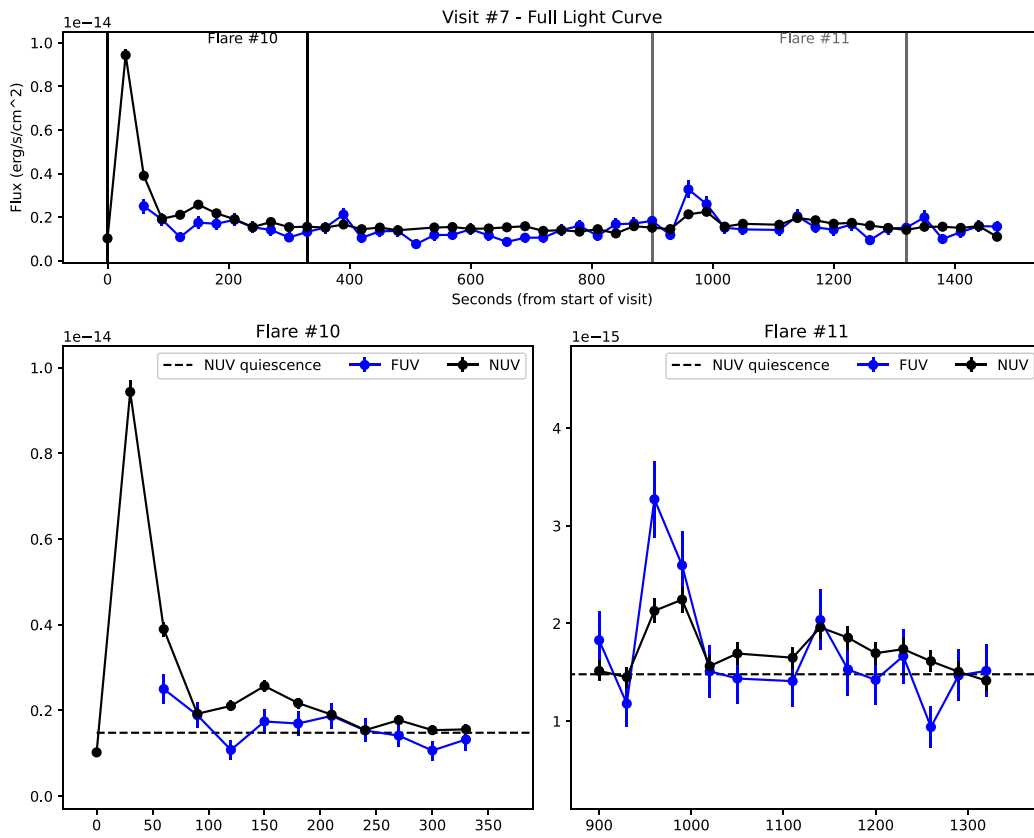 Visit #7 - Full Light Curve
1e−14
Flare #10
Flare #11
Flux (erg/s/cm^2)
1.0
0.8
0.6
0.4
0.2
0.0
0 200 400 600 800 1000 1200 1400
Seconds (from start of visit)
Flare #10
1e−14
NUV quiescence FUV NUV
1.0
0.8
0.6
0.4
0.2
0.0
0 50 100 150 200 250 300 350
Flare #11
1e−15
NUV quiescence FUV NUV
4
3
2
1
900 1000 1100 1200 1300